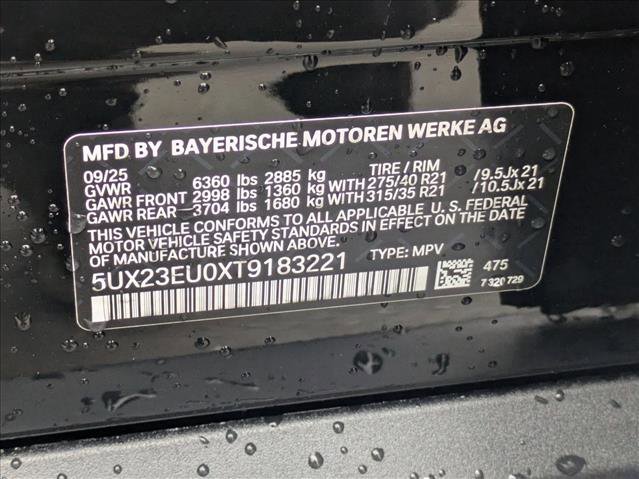 MFD BY BAYERISCHE MOTOREN WERKE AG
09/25 TIRE / RIM
GVWR 6360 lbs 2885 kg
GAWR FRONT 2998 lbs 1360 kg WITH 275/40 R21 /9.5Jx21
GAWR REAR 3704 lbs 1680 kg WITH 315/35 R21 /10.5Jx21
THIS VEHICLE CONFORMS TO ALL APPLICABLE U.S. FEDERAL
MOTOR VEHICLE SAFETY STANDARDS IN EFFECT ON THE DATE
OF MANUFACTURE SHOWN ABOVE.
5UX23EU0XT9183221 TYPE: MPV
475
7 320 729